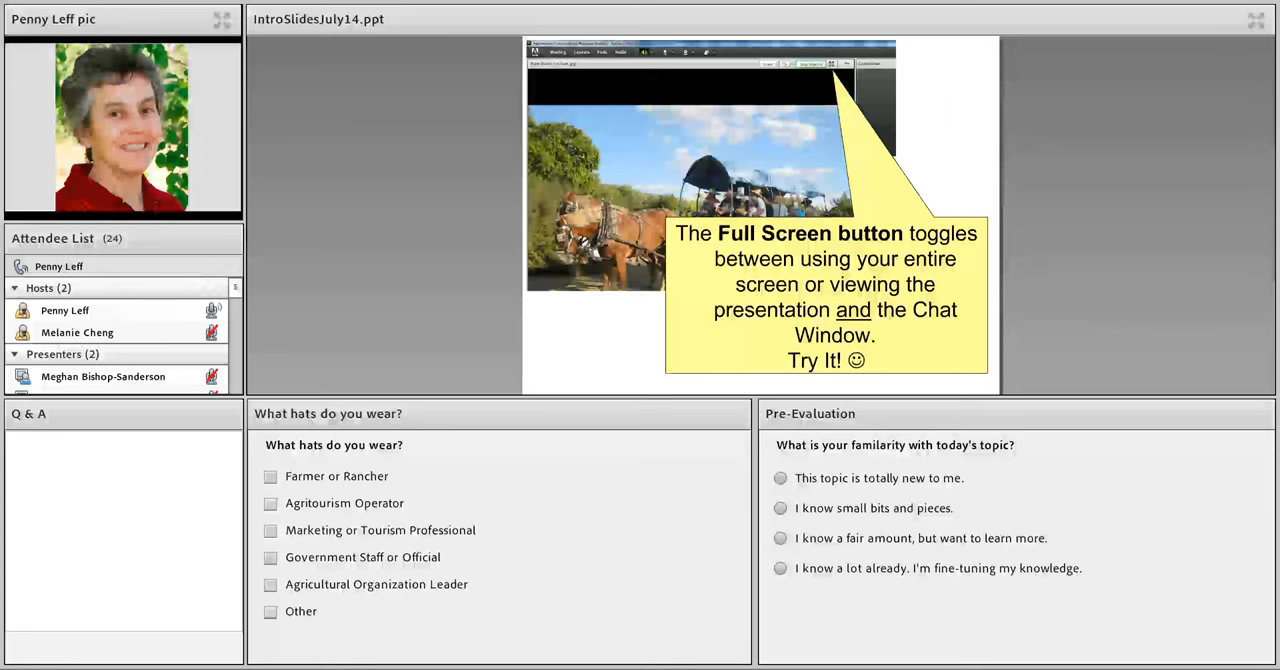 Penny Leff pic
IntroSlidesJuly14.ppt
Meeting Layouts Pods Audio
The Full Screen button toggles
between using your entire
screen or viewing the
presentation and the Chat
Window.
Try It! ☺
Attendee List (24)
Penny Leff
Hosts (2)
Penny Leff
Melanie Cheng
Presenters (2)
Meghan Bishop-Sanderson
Q & A
What hats do you wear?
What hats do you wear?
Farmer or Rancher
Agritourism Operator
Marketing or Tourism Professional
Government Staff or Official
Agricultural Organization Leader
Other
Pre-Evaluation
What is your familarity with today's topic?
This topic is totally new to me.
I know small bits and pieces.
I know a fair amount, but want to learn more.
I know a lot already. I'm fine-tuning my knowledge.